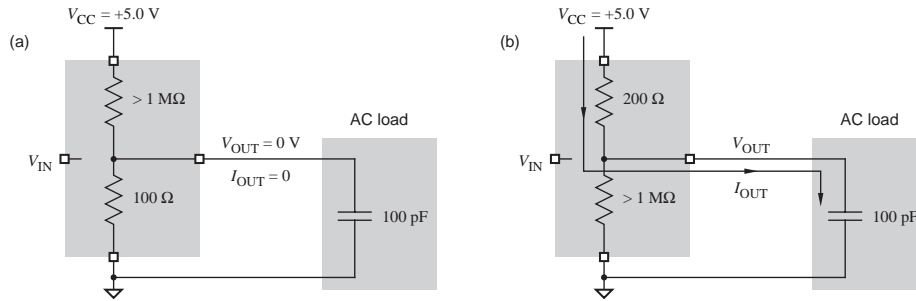 V_CC = +5.0 V
(a)
> 1 MΩ
AC load
V_IN
V_OUT = 0 V
I_OUT = 0
100 Ω
100 pF
V_CC = +5.0 V
(b)
200 Ω
AC load
V_IN
V_OUT
I_OUT
> 1 MΩ
100 pF